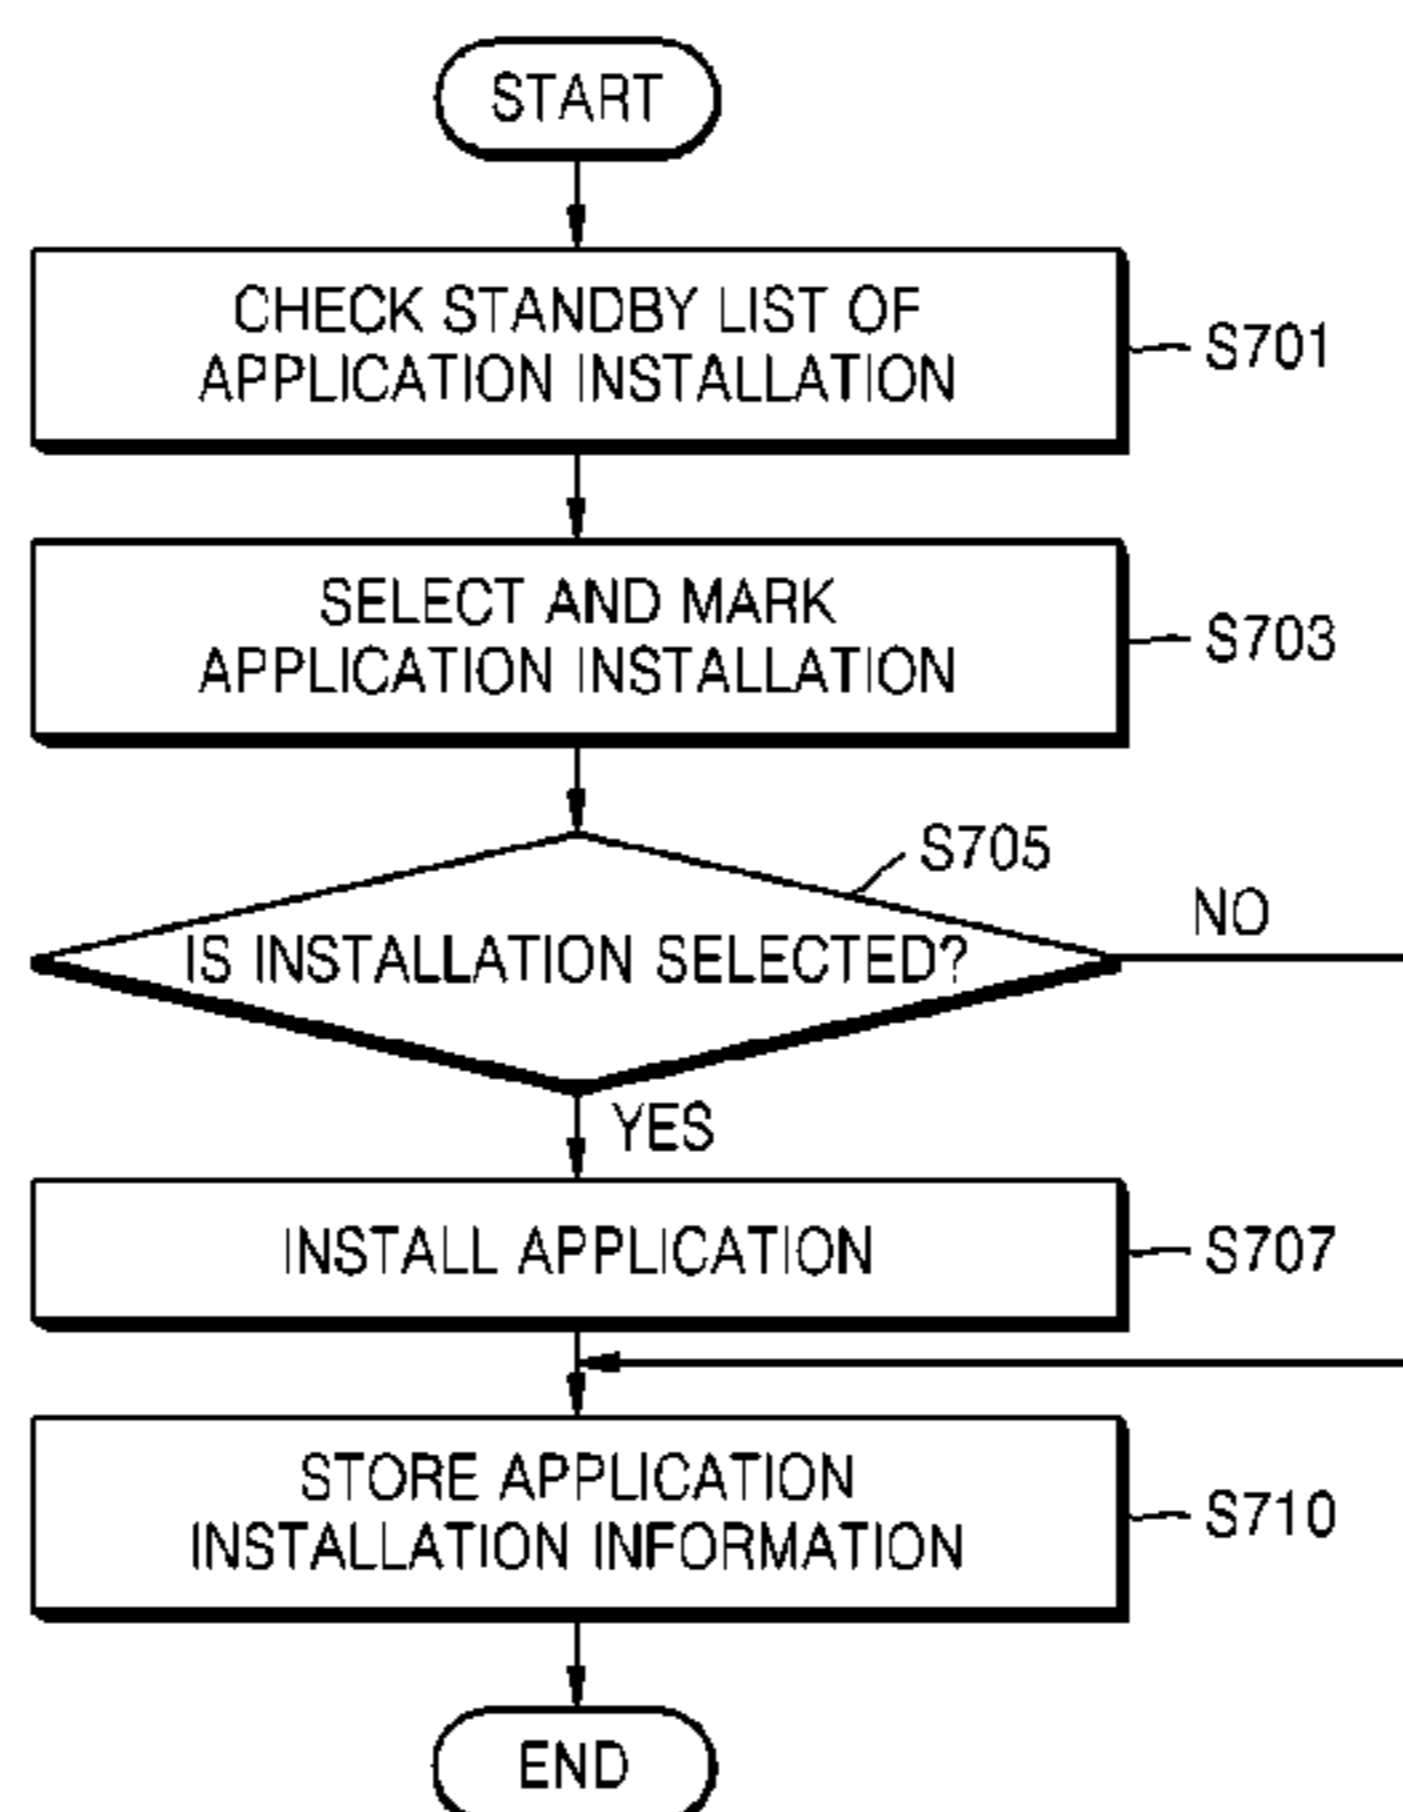 START
CHECK STANDBY LIST OF
APPLICATION INSTALLATION
S701
SELECT AND MARK
APPLICATION INSTALLATION
S703
S705
IS INSTALLATION SELECTED?
NO
YES
INSTALL APPLICATION
S707
STORE APPLICATION
INSTALLATION INFORMATION
S710
END